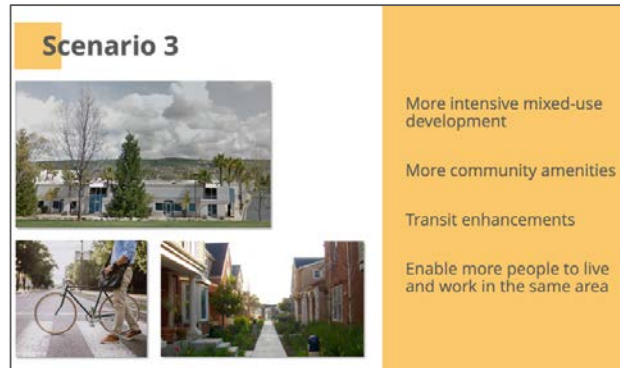 Scenario 3
More intensive mixed-use
development
More community amenities
Transit enhancements
Enable more people to live
and work in the same area